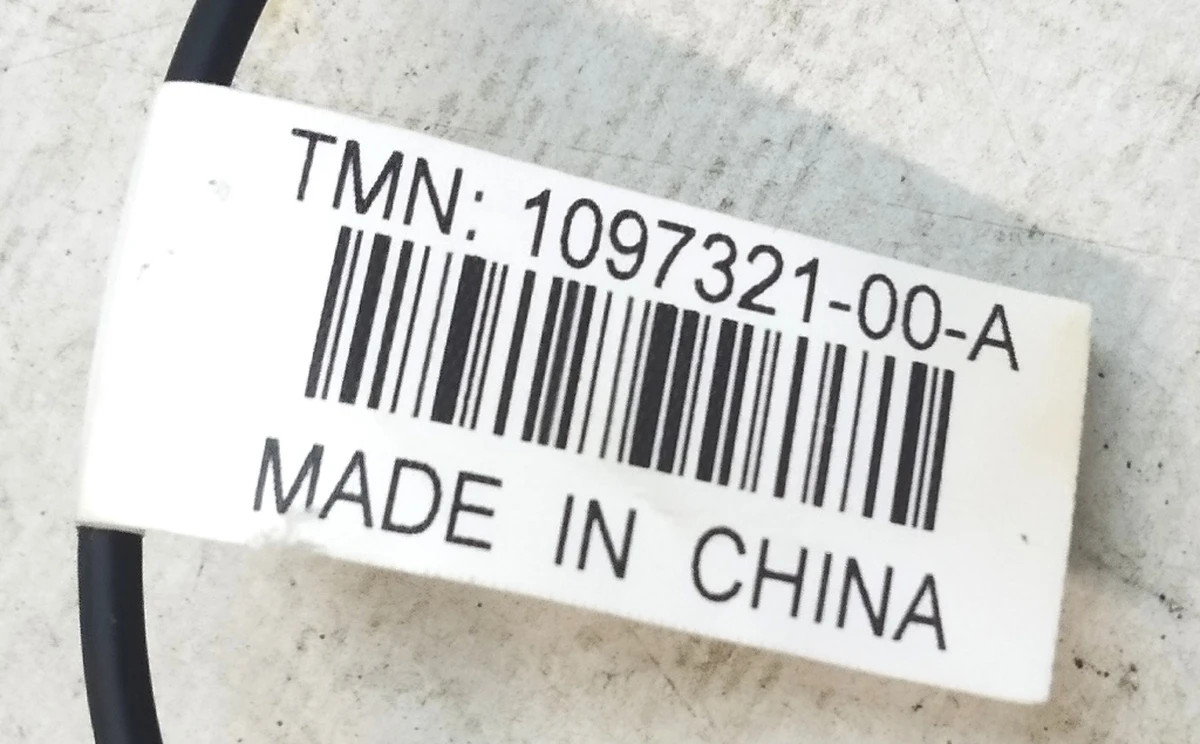 TMN: 1097321-00-A
MADE IN CHINA